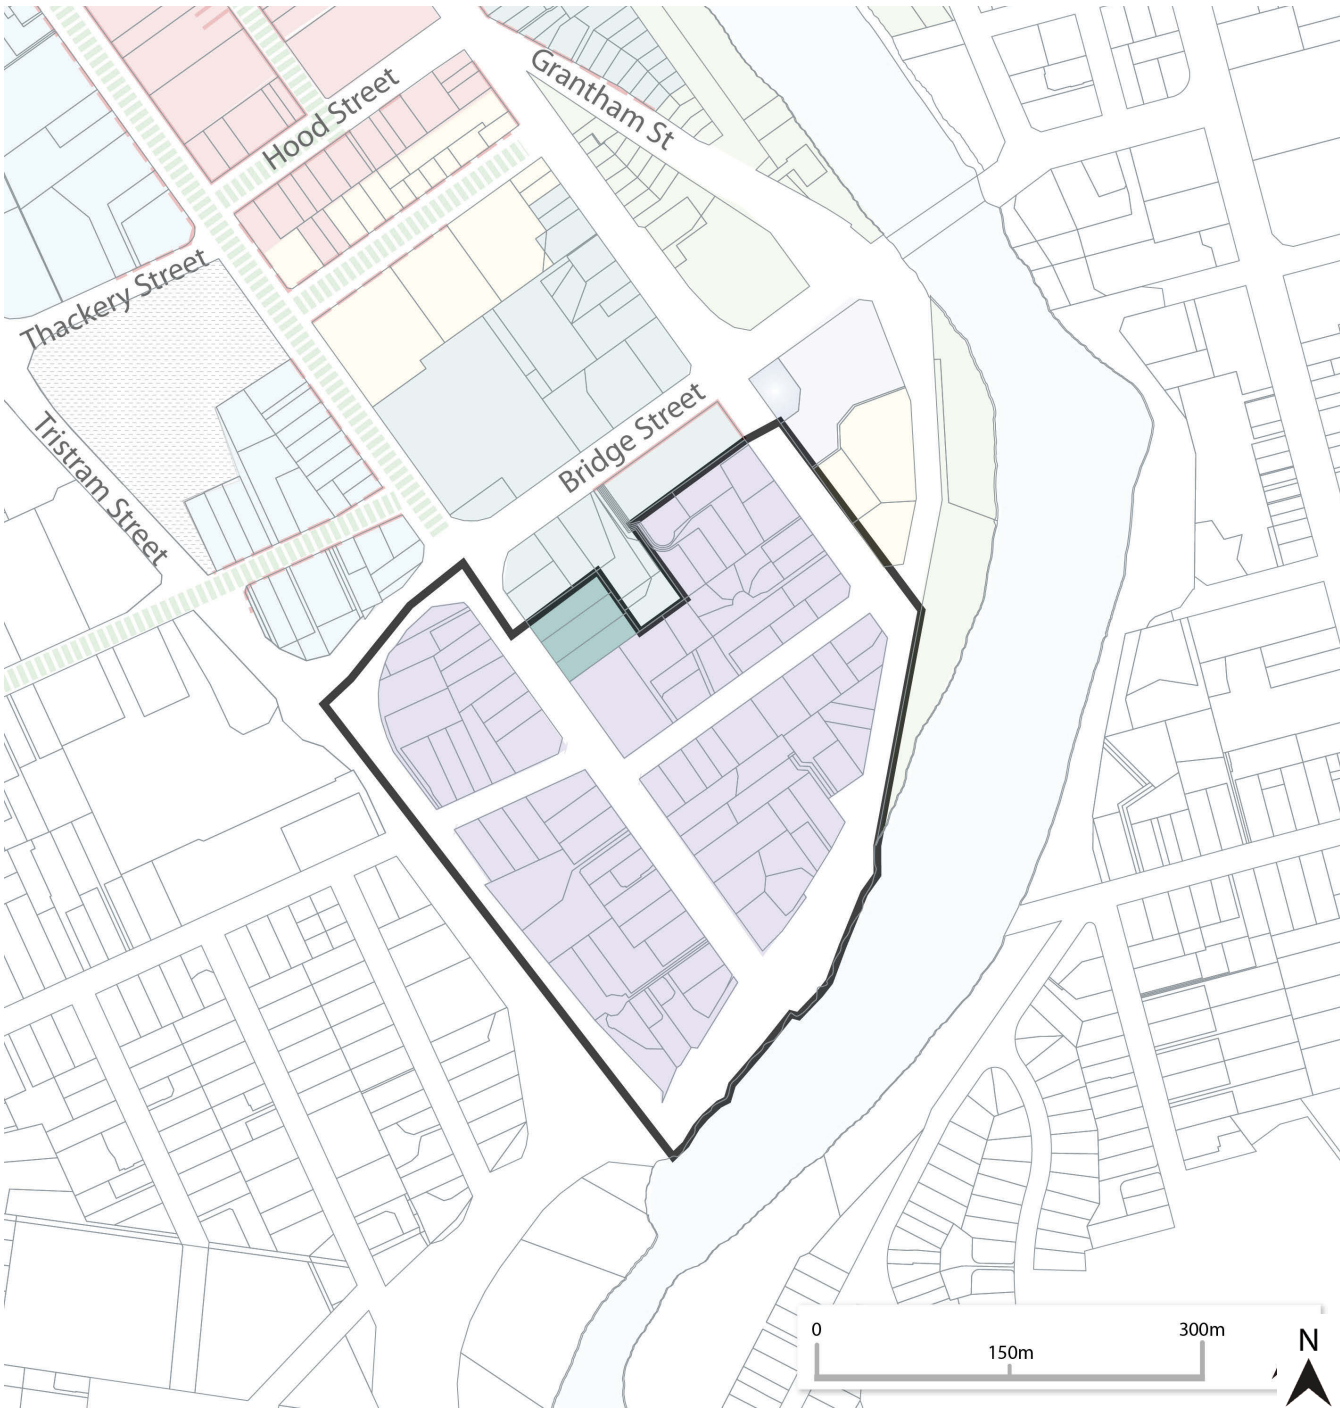 Grantham St
Hood Street
Thackery Street
Tristram Street
Bridge Street
0
300m
150m
N